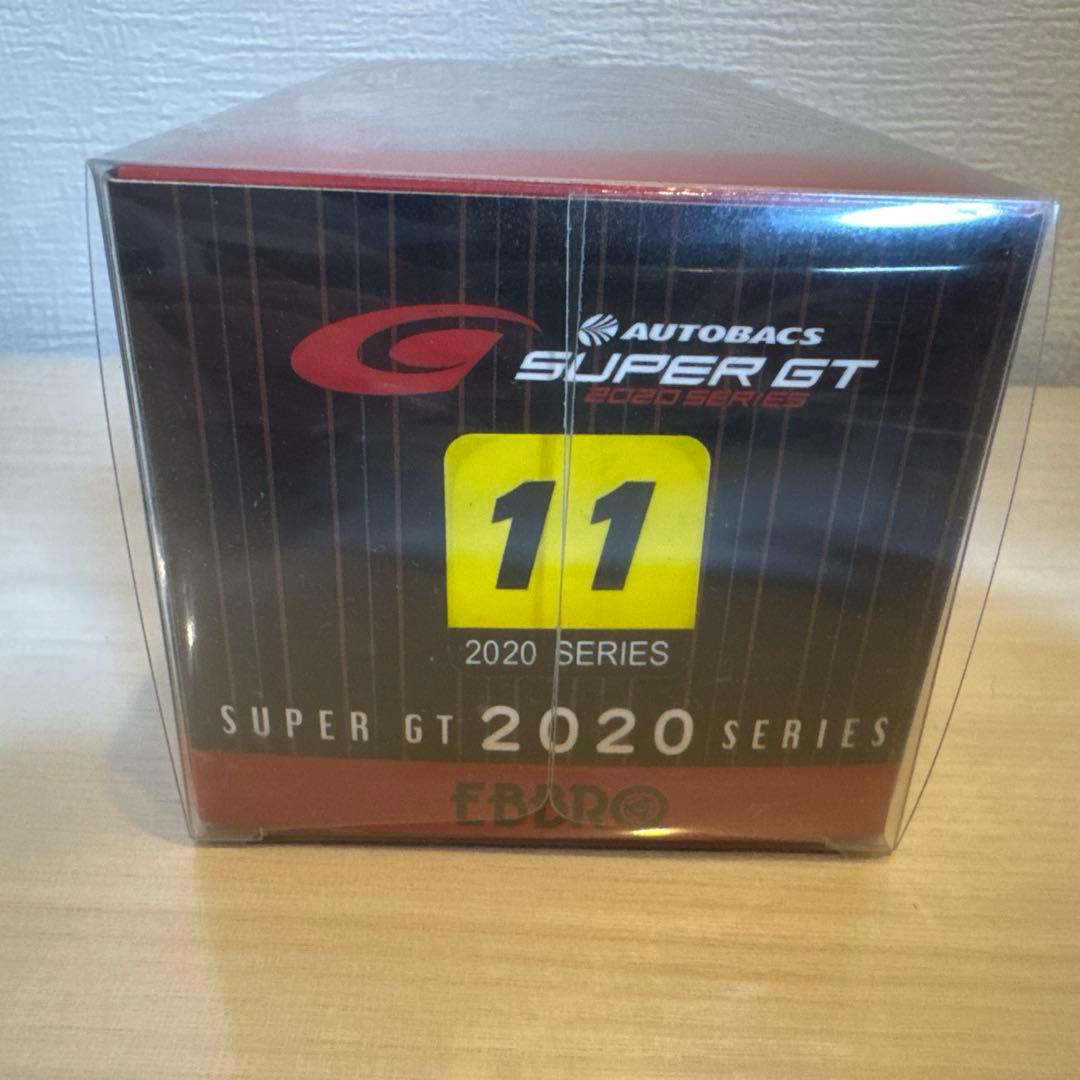 AUTOBACS
SUPER GT
2020 SERIES
11
2020 SERIES
SUPER GT 2020 SERIES
EBBRO